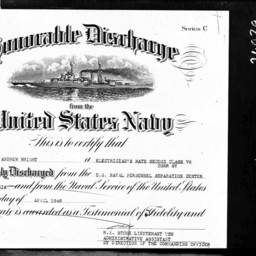 Series C
Honorable Discharge
from the
United States Navy
This is to certify that
ANDREW WRIGHT a ELECTRICIAN'S MATE SECOND CLASS V6
USNR SV
Discharged from the U.S. NAVAL PERSONNEL SEPARATION CENTER
and from the Naval Service of the United States
day of APRIL 1946
is awarded as a Testimonial of Fidelity and
LIEUTENANT USN
ADMINISTRATIVE ASSISTANT
BY DIRECTION OF THE COMMANDING OFFICER